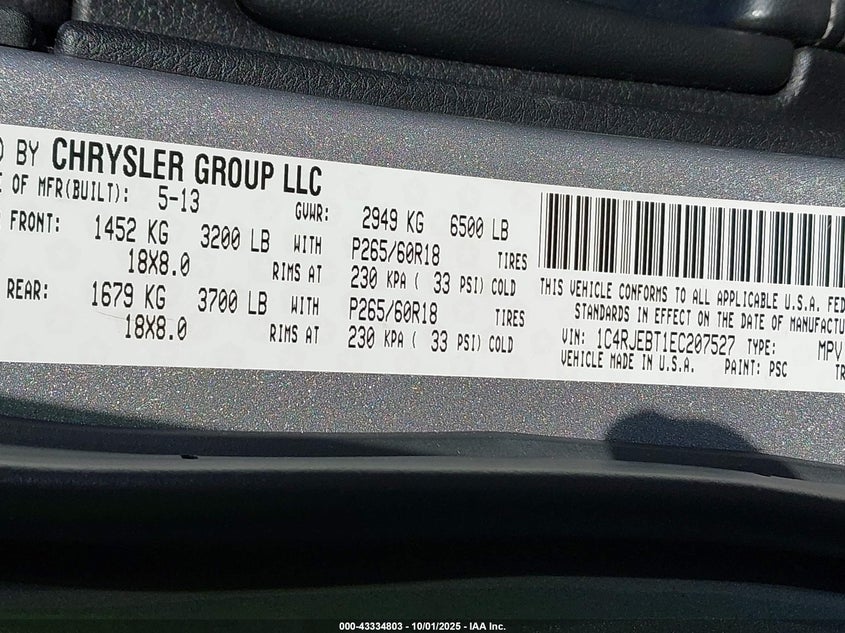 BY CHRYSLER GROUP LLC
OF MFR(BUILT): 5-13 GVWR: 2949 KG 6500 LB
FRONT: 1452 KG 3200 LB WITH P265/60R18 TIRES
18X8.0 RIMS AT 230 KPA ( 33 PSI) COLD
REAR: 1679 KG 3700 LB WITH P265/60R18 TIRES
18X8.0 RIMS AT 230 KPA ( 33 PSI) COLD
THIS VEHICLE CONFORMS TO ALL APPLICABLE U.S.A. FED
STANDARDS IN EFFECT ON THE DATE OF MANUFACTU
VIN: 1C4RJEBT1EC207527 TYPE: MPV
VEHICLE MADE IN U.S.A. PAINT: PSC TR
000-43334803 - 10/01/2025 - IAA Inc.